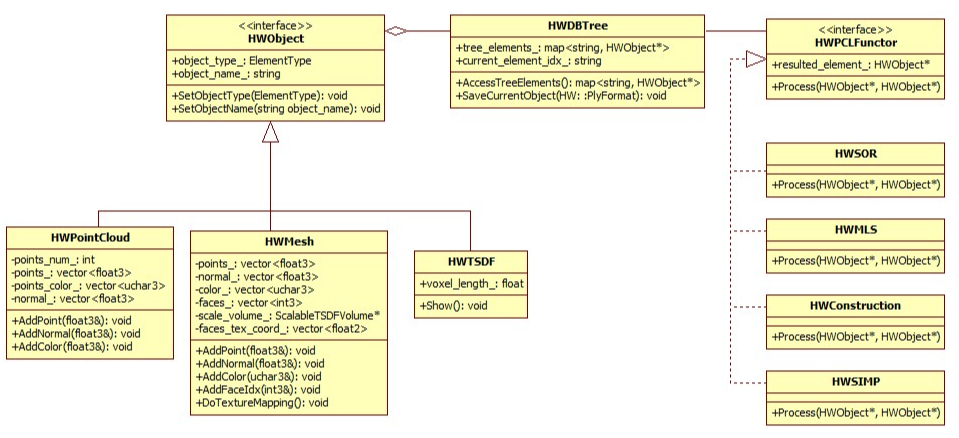 <<interface>>
HWObject
+object_type_: ElementType
+object_name_: string
+SetObjectType(ElementType): void
+SetObjectName(string object_name): void
HWDBTree
+tree_elements_: map<string, HWObject*>
+current_element_idx_: string
+AccessTreeElements(): map<string, HWObject*>
+SaveCurrentObject(HW: :PlyFormat): void
<<interface>>
HWPCLFunctor
+resulted_element_: HWObject*
+Process(HWObject*, HWObject*)
HWSOR
+Process(HWObject*, HWObject*)
HWMLS
+Process(HWObject*, HWObject*)
HWConstruction
+Process(HWObject*, HWObject*)
HWSIMP
+Process(HWObject*, HWObject*)
HWPointCloud
-points_num_: int
-points_: vector<float3>
-points_color_: vector<uchar3>
-normal_: vector<float3>
+AddPoint(float3&): void
+AddNormal(float3&): void
+AddColor(float3&): void
HWMesh
-points_: vector<float3>
-normal_: vector<float3>
-color_: vector<uchar3>
-faces_: vector<int3>
-scale_volume_: ScalableTSDFVolume*
-faces_tex_coord_: vector<float2>
+AddPoint(float3&): void
+AddNormal(float3&): void
+AddColor(uchar3&): void
+AddFaceIdx(int3&): void
+DoTextureMapping(): void
HWTSDF
+voxel_length_: float
+Show(): void